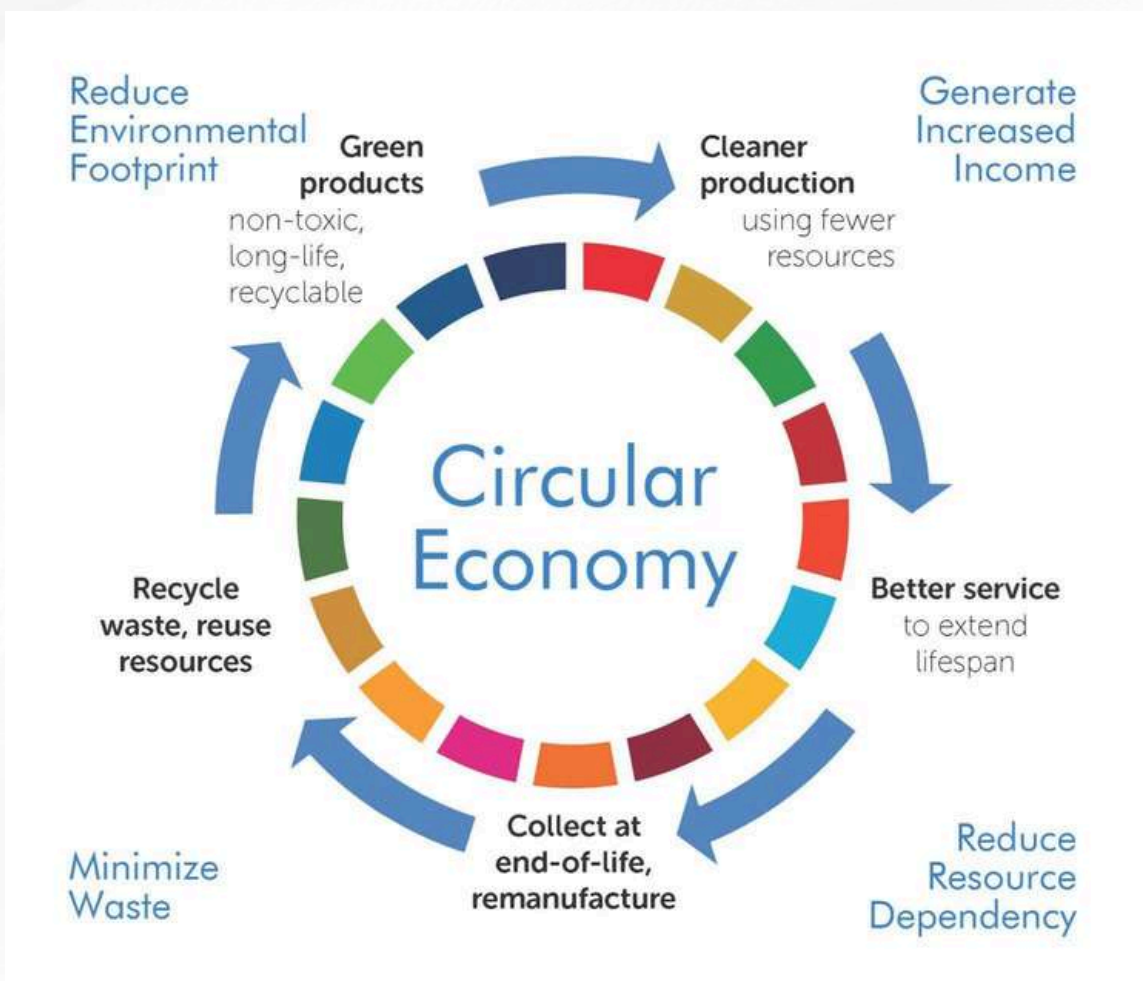 Reduce
Environmental
Footprint
Generate
Increased
Income
Green
products
non-toxic,
long-life,
recyclable
Cleaner
production
using fewer
resources
Circular
Economy
Better service
to extend
lifespan
Recycle
waste, reuse
resources
Collect at
end-of-life,
remanufacture
Minimize
Waste
Reduce
Resource
Dependency